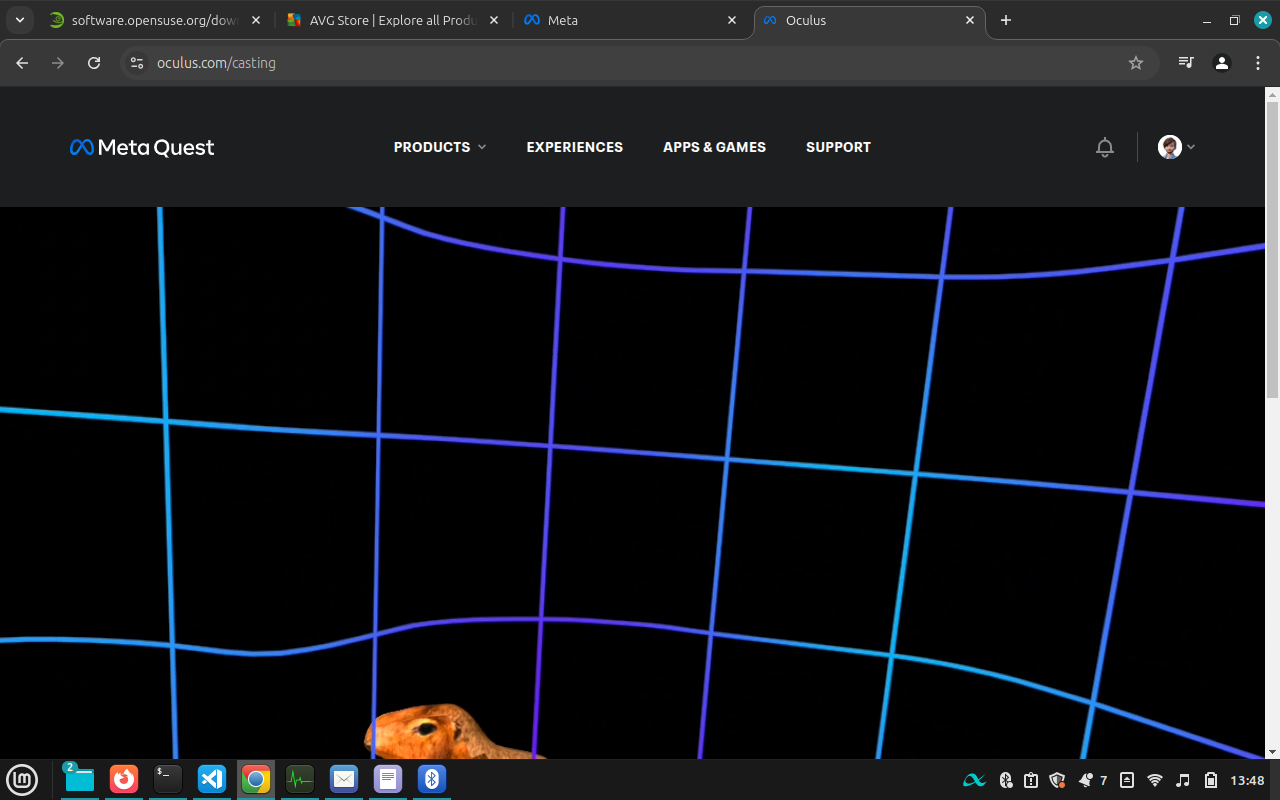 software.opensuse.org/dow
AVG Store | Explore all Produ
Meta
Oculus
oculus.com/casting
Meta Quest
PRODUCTS
EXPERIENCES
APPS & GAMES
SUPPORT
2
$_
7
13:48